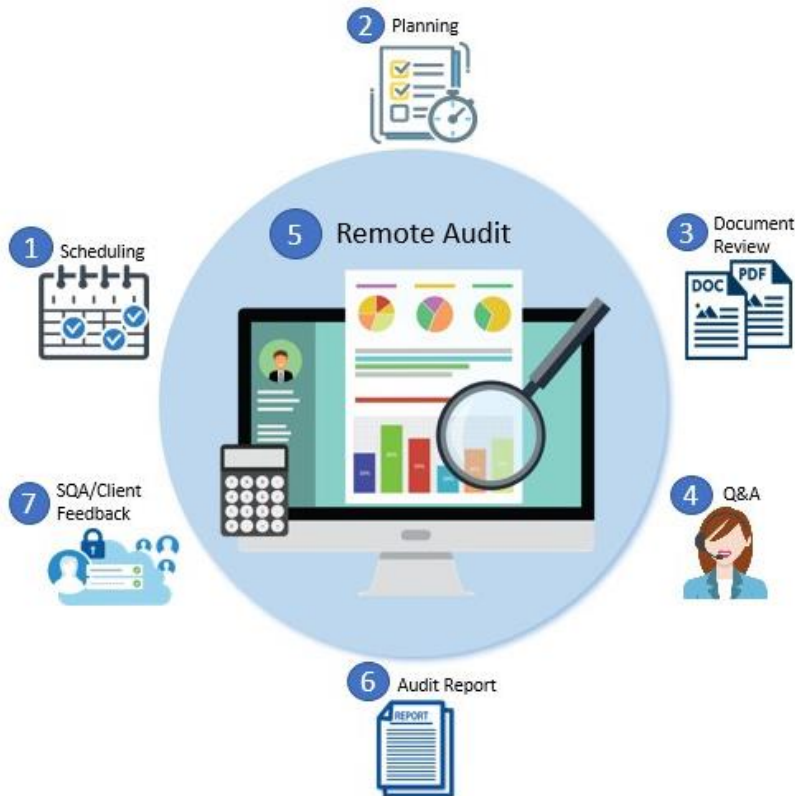 2 Planning
1 Scheduling
3 Document
Review
DOC
PDF
5 Remote Audit
7 SQA/Client
Feedback
4 Q&A
6 Audit Report
REPORT